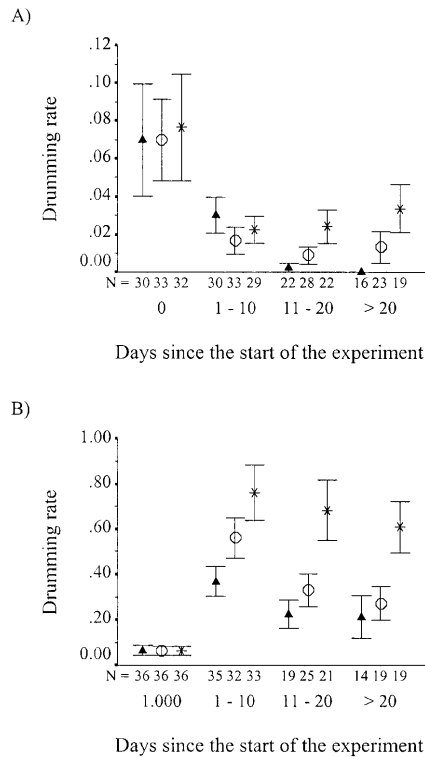 A)
.12
.10
.08
.06
.04
.02
0.00
Drumming rate
N = 30 33 32 30 33 29 22 28 22 16 23 19
0 1 - 10 11 - 20 > 20
Days since the start of the experiment
B)
1.00
.80
.60
.40
.20
0.00
Drumming rate
N = 36 36 36 35 32 33 19 25 21 14 19 19
1.000 1 - 10 11 - 20 > 20
Days since the start of the experiment